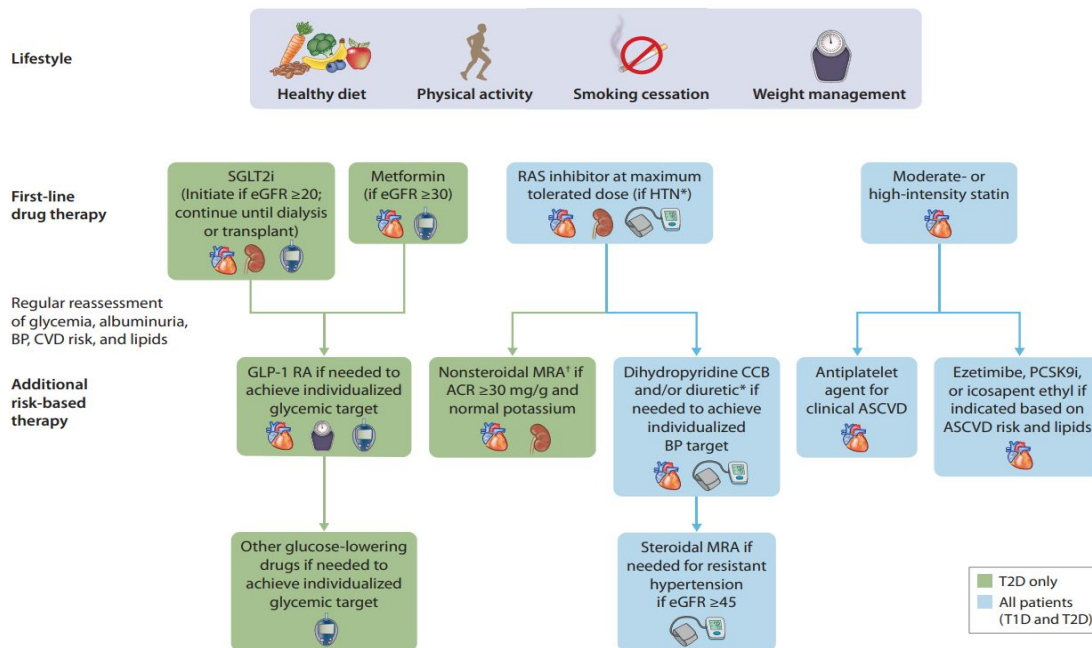 Lifestyle
Healthy diet
Physical activity
Smoking cessation
Weight management
First-line
drug therapy
SGLT2i
(Initiate if eGFR ≥20;
continue until dialysis
or transplant)
Metformin
(if eGFR ≥30)
RAS inhibitor at maximum
tolerated dose (if HTN*)
Moderate- or
high-intensity statin
Regular reassessment
of glycemia, albuminuria,
BP, CVD risk, and lipids
Additional
risk-based
therapy
GLP-1 RA if needed to
achieve individualized
glycemic target
Nonsteroidal MRA† if
ACR ≥30 mg/g and
normal potassium
Dihydropyridine CCB
and/or diuretic* if
needed to achieve
individualized
BP target
Antiplatelet
agent for
clinical ASCVD
Ezetimibe, PCSK9i,
or icosapent ethyl if
indicated based on
ASCVD risk and lipids
Other glucose-lowering
drugs if needed to
achieve individualized
glycemic target
Steroidal MRA if
needed for resistant
hypertension
if eGFR ≥45
T2D only
All patients
(T1D and T2D)